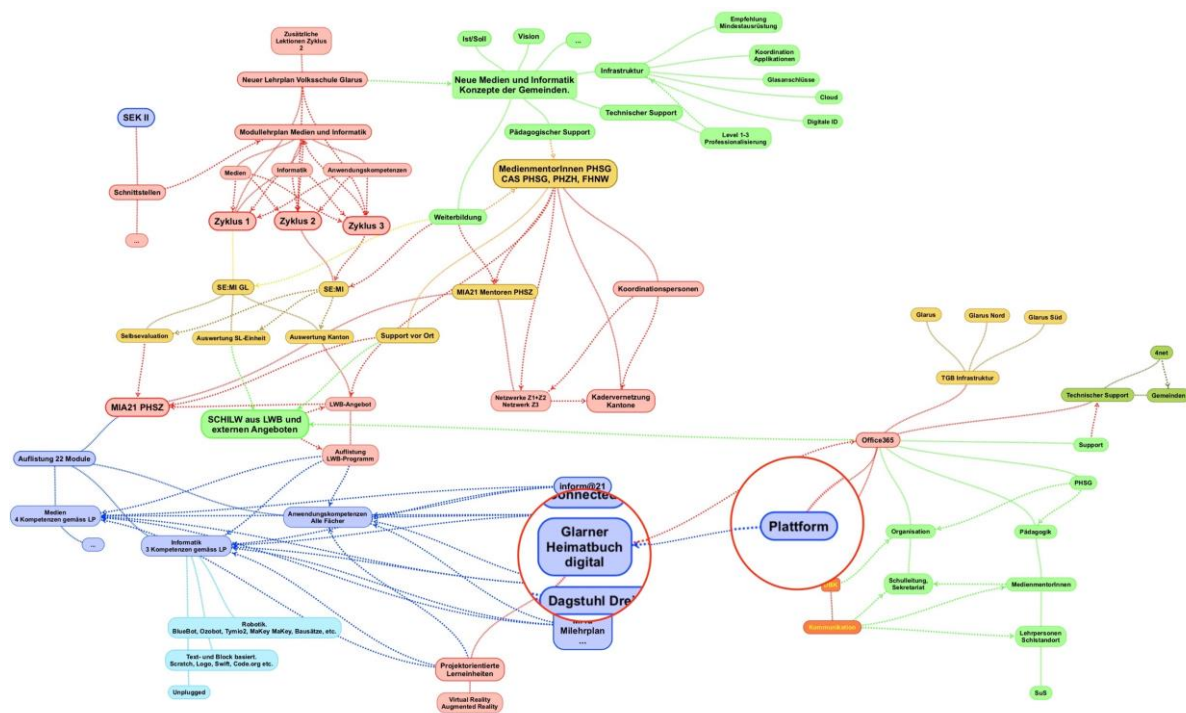 Zusätzliche
Lektionen Zyklus
2
Neuer Lehrplan Volksschule Glarus
SEK II
Modullehrplan Medien und Informatik
Medien
Informatik
Anwendungskompetenzen
Schnittstellen
...
Zyklus 1
Zyklus 2
Zyklus 3
Ist/Soll
Vision
...
Neue Medien und Informatik
Konzepte der Gemeinden.
Infrastruktur
Empfehlung
Mindestausrüstung
Koordination
Applikationen
Glasanschlüsse
Cloud
Digitale ID
Technischer Support
Level 1-3
Professionalisierung
Pädagogischer Support
MedienmentorInnen PHSG
CAS PHSG, PHZH, FHNW
Weiterbildung
SE:MI GL
SE:MI
MIA21 Mentoren PHSZ
Koordinationspersonen
Selbsevaluation
Auswertung SL-Einheit
Auswertung Kanton
Support vor Ort
MIA21 PHSZ
LWB-Angebot
SCHILW aus LWB und
externen Angeboten
Netzwerke Z1+Z2
Netzwerk Z3
Kadervernetzung
Kantone
Auflistung
LWB-Programm
Auflistung 22 Module
Medien
4 Kompetenzen gemäss LP
...
Informatik
3 Kompetenzen gemäss LP
Anwendungskompetenzen
Alle Fächer
inform@21
Glarner
Heimatbuch
digital
Dagstuhl Drei
Milehrplan
...
Plattform
Robotik.
BlueBot, Ozobot, Tymio2, MaKey MaKey, Bausätze, etc.
Text- und Block basiert.
Scratch, Logo, Swift, Code.org etc.
Unplugged
Projektorientierte
Lerneinheiten
Virtual Reality
Augmented Reality
Glarus
Glarus Nord
Glarus Süd
TGB Infrastruktur
4net
Technischer Support
Gemeinden
Office365
Support
PHSG
Organisation
Pädagogik
Schulleitung,
Sekretariat
MedienmentorInnen
Kommunikation
Lehrpersonen
Schlstandort
SuS